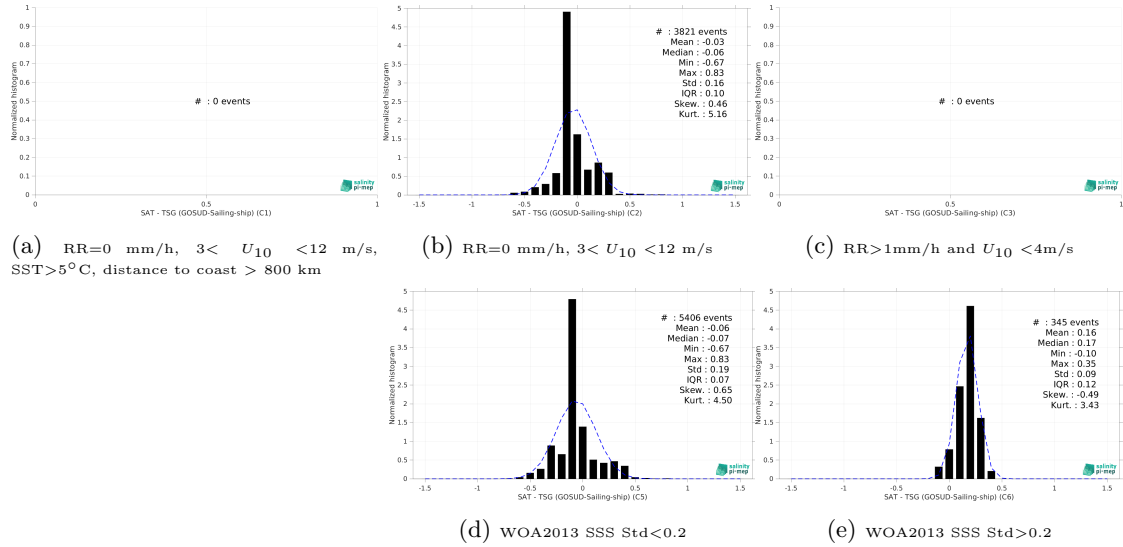 1
0.9
0.8
0.7
0.6
0.5
0.4
0.3
0.2
0.1
0
Normalized histogram
# : 0 events
salinity
pi-mep
0 0.5 1
SAT - TSG (GOSUD-Sailing-ship) (C1)
(a) RR=0 mm/h, 3< U10 <12 m/s,
SST>5°C, distance to coast > 800 km
5
4.5
4
3.5
3
2.5
2
1.5
1
0.5
0
Normalized histogram
# : 3821 events
Mean : -0.03
Median : -0.06
Min : -0.67
Max : 0.83
Std : 0.16
IQR : 0.10
Skew. : 0.46
Kurt. : 5.16
salinity
pi-mep
-1.5 -1 -0.5 0 0.5 1 1.5
SAT - TSG (GOSUD-Sailing-ship) (C2)
(b) RR=0 mm/h, 3< U10 <12 m/s
1
0.9
0.8
0.7
0.6
0.5
0.4
0.3
0.2
0.1
0
Normalized histogram
# : 0 events
salinity
pi-mep
0 0.5 1
SAT - TSG (GOSUD-Sailing-ship) (C3)
(c) RR>1mm/h and U10 <4m/s
5
4.5
4
3.5
3
2.5
2
1.5
1
0.5
0
Normalized histogram
# : 5406 events
Mean : -0.06
Median : -0.07
Min : -0.67
Max : 0.83
Std : 0.19
IQR : 0.07
Skew. : 0.65
Kurt. : 4.50
salinity
pi-mep
-1.5 -1 -0.5 0 0.5 1 1.5
SAT - TSG (GOSUD-Sailing-ship) (C5)
(d) WOA2013 SSS Std<0.2
5
4.5
4
3.5
3
2.5
2
1.5
1
0.5
0
Normalized histogram
# : 345 events
Mean : 0.16
Median : 0.17
Min : -0.10
Max : 0.35
Std : 0.09
IQR : 0.12
Skew. : -0.49
Kurt. : 3.43
salinity
pi-mep
-1.5 -1 -0.5 0 0.5 1 1.5
SAT - TSG (GOSUD-Sailing-ship) (C6)
(e) WOA2013 SSS Std>0.2